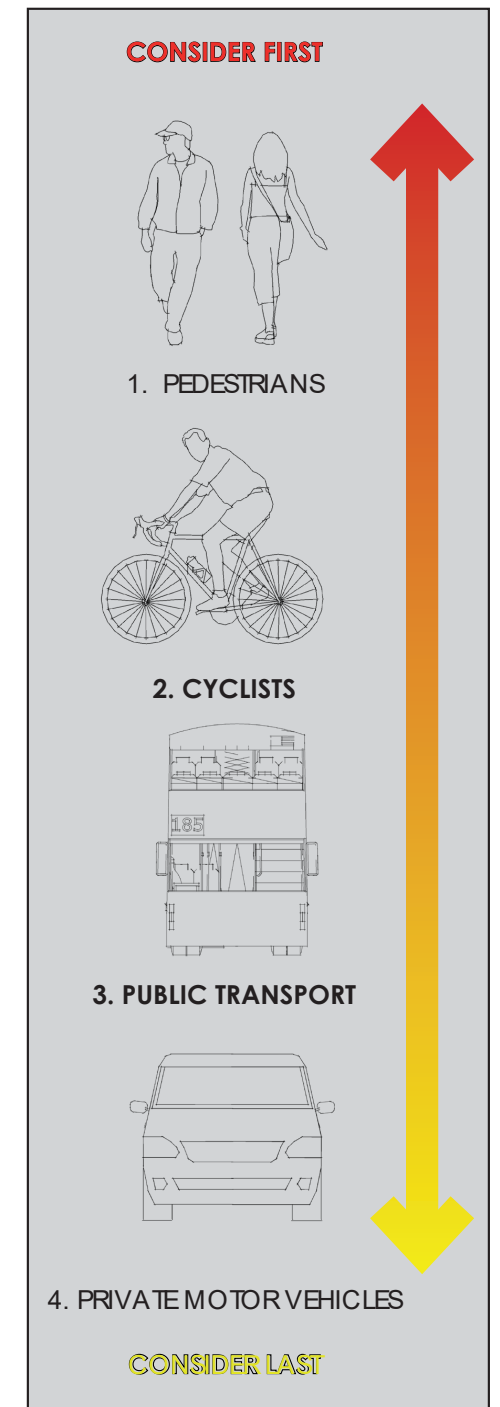 CONSIDER FIRST
1. PEDESTRIANS
2. CYCLISTS
185
3. PUBLIC TRANSPORT
4. PRIVATE MOTOR VEHICLES
CONSIDER LAST